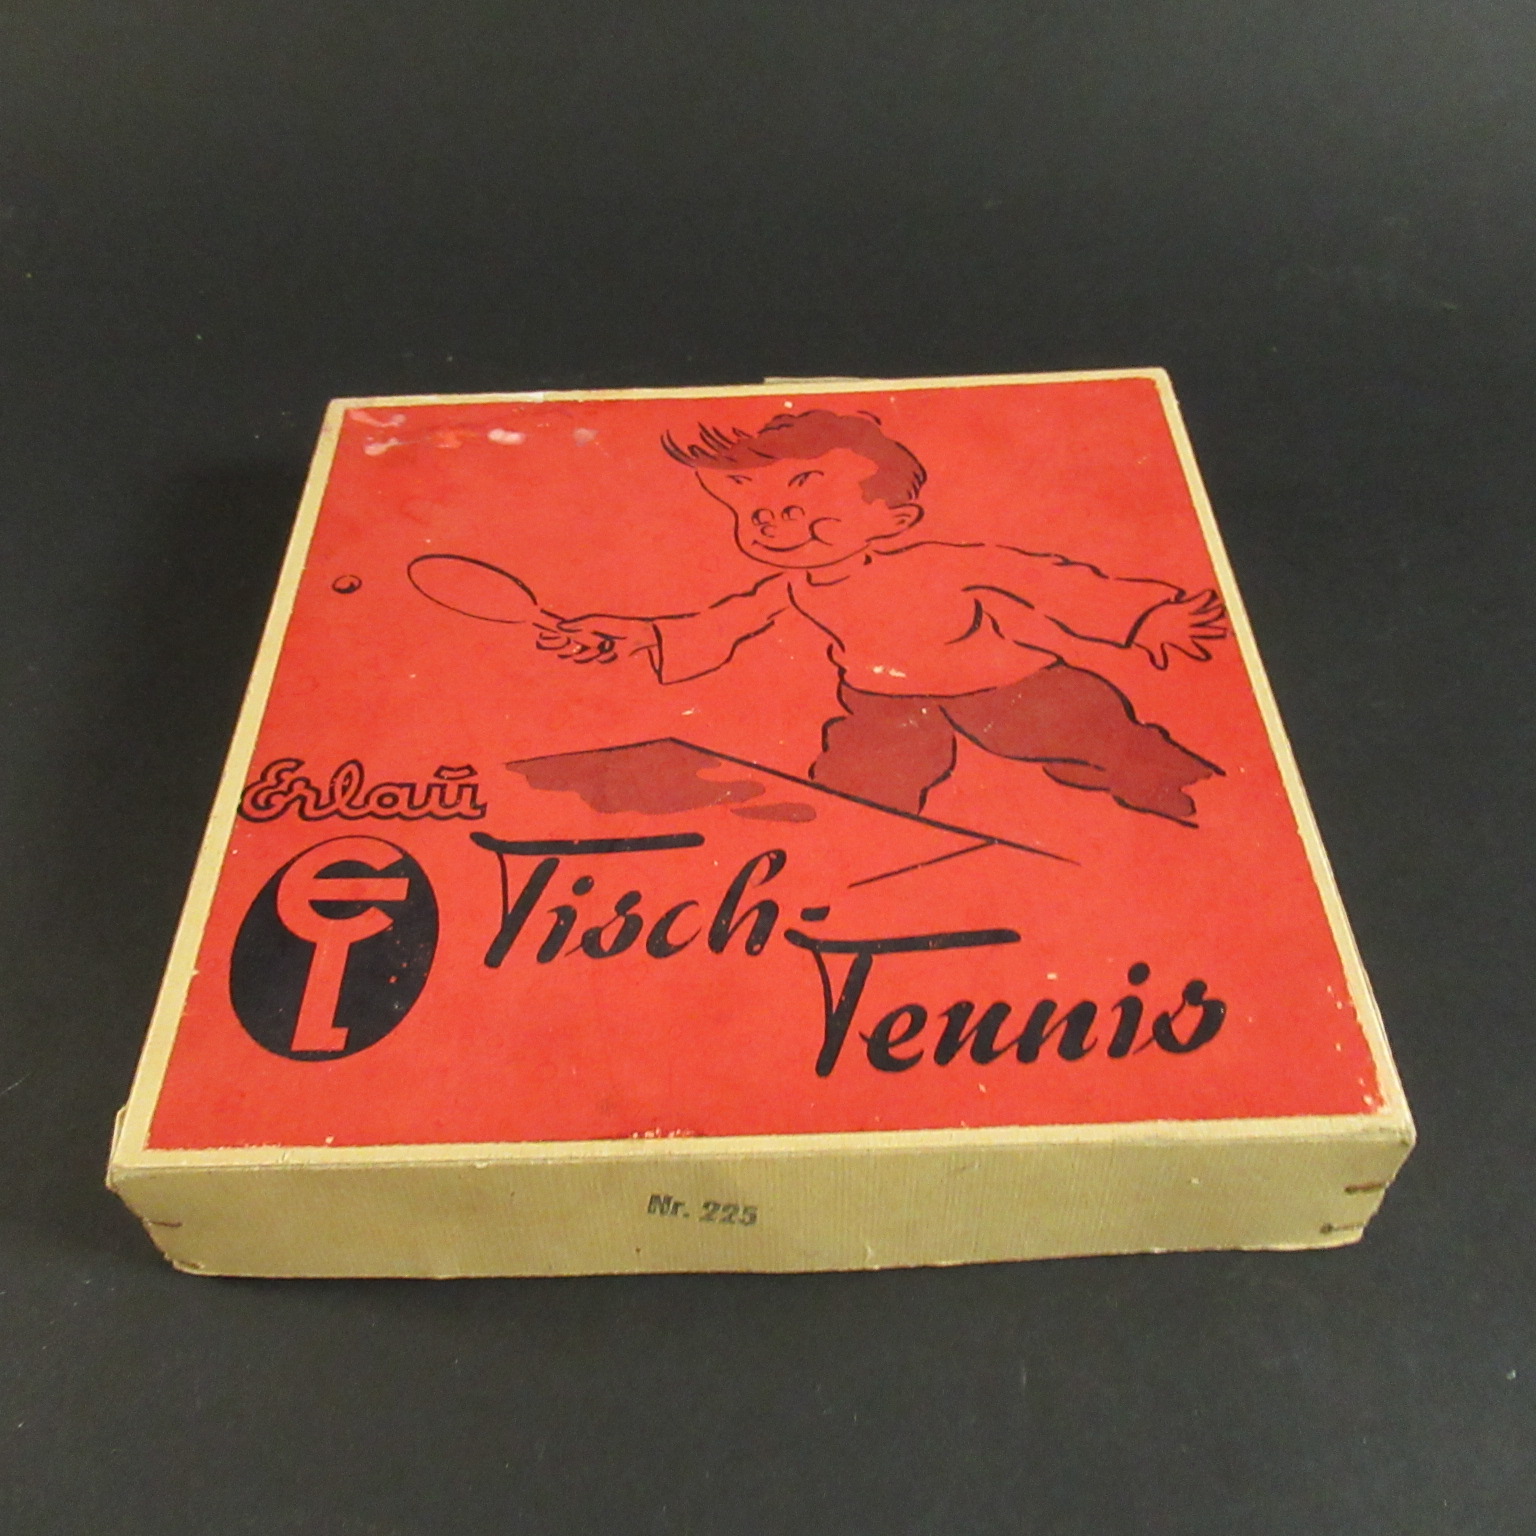 Erlau
Tisch-
Tennis
Nr. 225